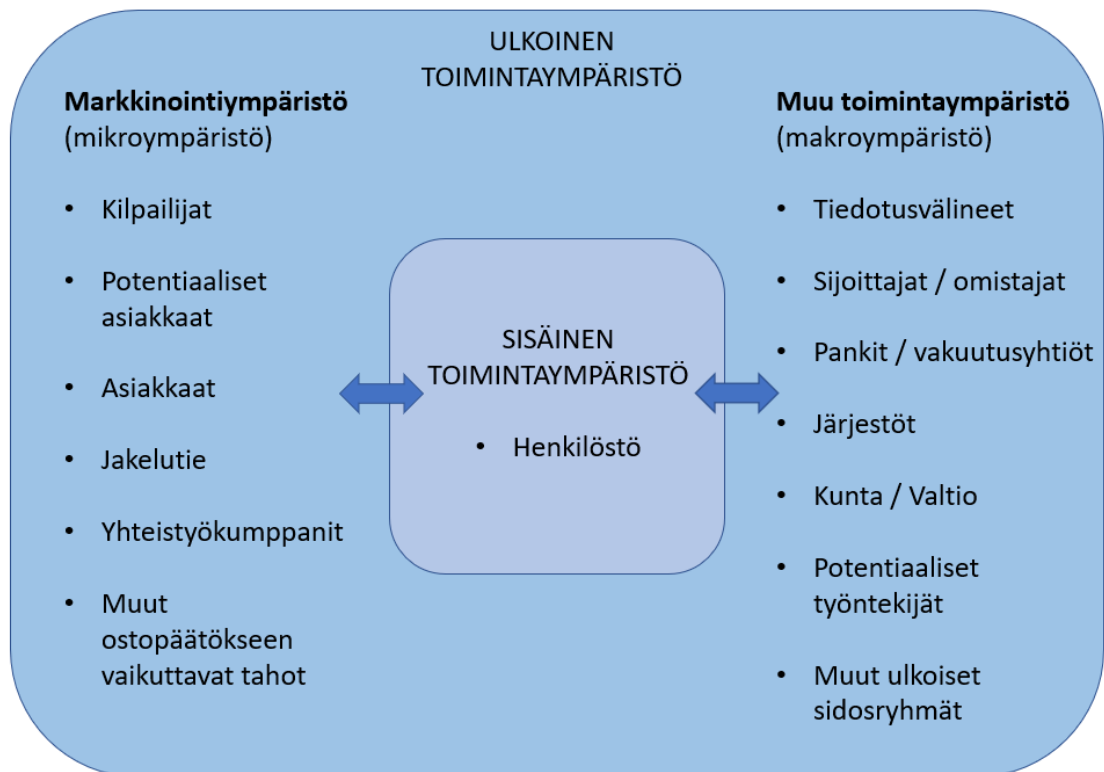 ULKOINEN
TOIMINTAYMPÄRISTÖ
Markkinointiympäristö
(mikroympäristö)
• Kilpailijat
• Potentiaaliset
asiakkaat
• Asiakkaat
• Jakelutie
• Yhteistyökumppanit
• Muut
ostopäätökseen
vaikuttavat tahot
SISÄINEN
TOIMINTAYMPÄRISTÖ
• Henkilöstö
Muu toimintaympäristö
(makroympäristö)
• Tiedotusvälineet
• Sijoittajat / omistajat
• Pankit / vakuutusyhtiöt
• Järjestöt
• Kunta / Valtio
• Potentiaaliset
työntekijät
• Muut ulkoiset
sidosryhmät